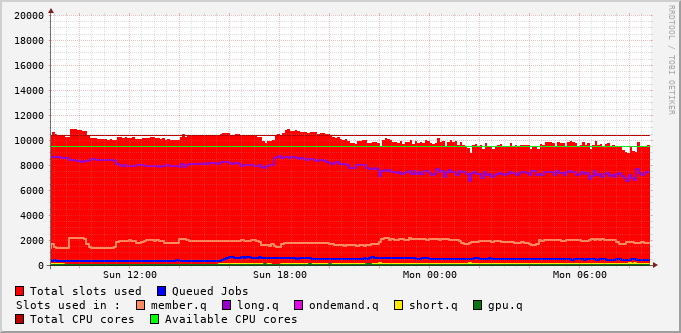 20000
18000
16000
14000
12000
10000
8000
6000
4000
2000
0
Sun 12:00 Sun 18:00 Mon 00:00 Mon 06:00
Total slots used Queued Jobs
Slots used in : member.q long.q ondemand.q short.q gpu.q
Total CPU cores Available CPU cores
RRDTOOL / TOBI OETIKER